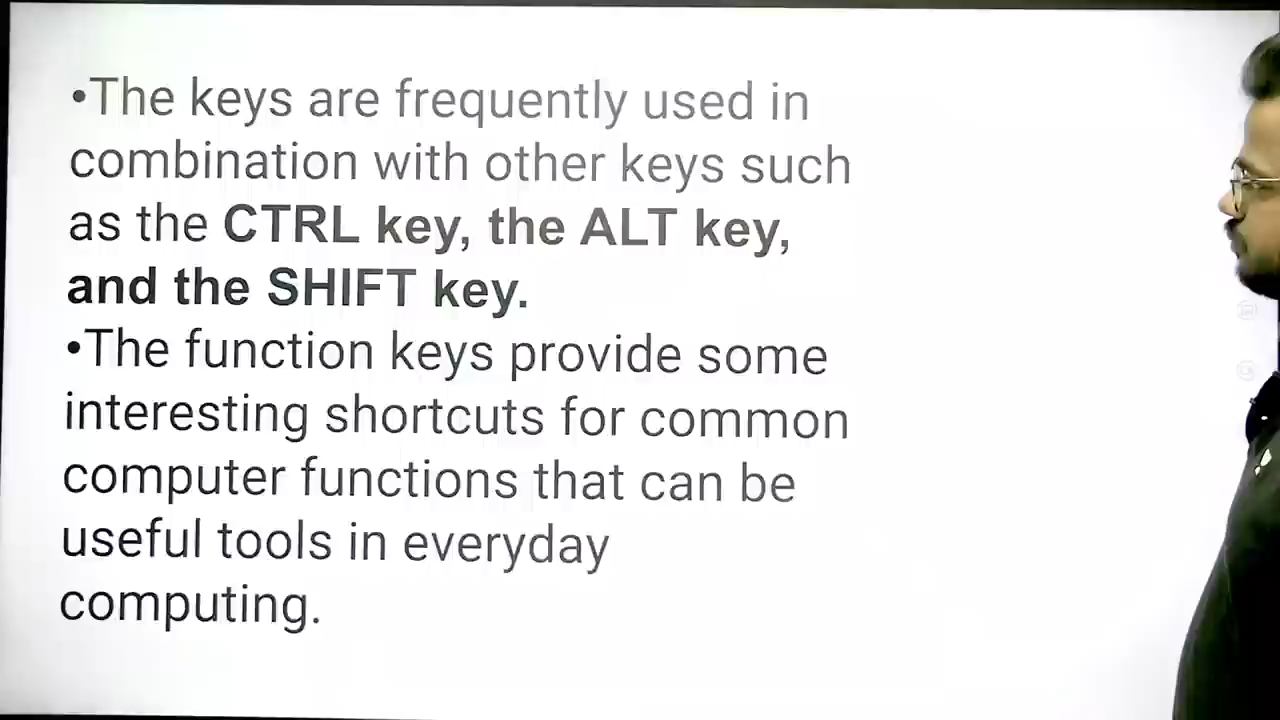 •The keys are frequently used in
combination with other keys such
as the CTRL key, the ALT key,
and the SHIFT key.
•The function keys provide some
interesting shortcuts for common
computer functions that can be
useful tools in everyday
computing.